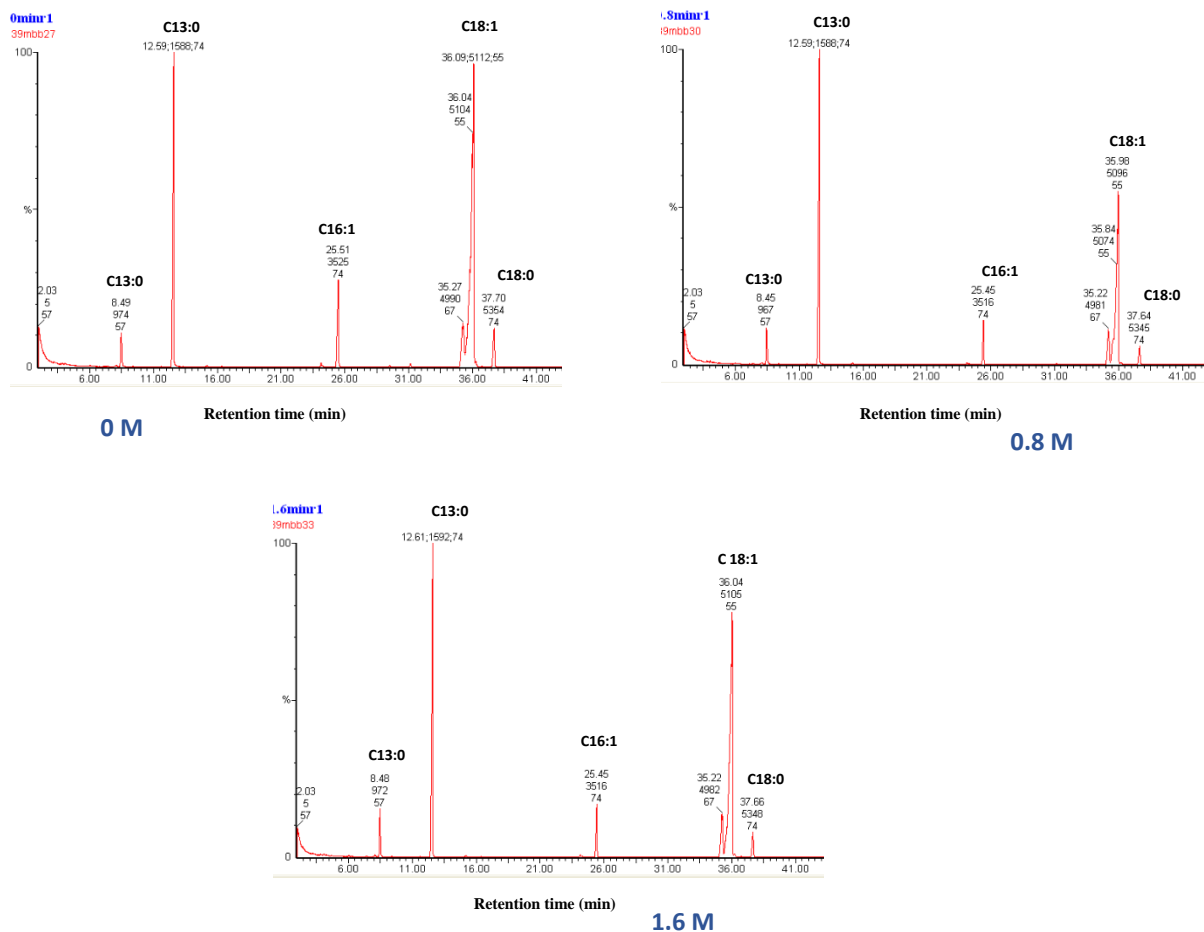 0minr1
39mbb27
C13:0
12.59;1588;74
C18:1
36.09;5112;55
100
%
0
2.03
5
57
C13:0
8.49
974
57
C16:1
25.51
3525
74
36.04
5104
55
35.27
4990
67
C18:0
37.70
5354
74
6.00 11.00 16.00 21.00 26.00 31.00 36.00 41.00
Retention time (min)
0 M
.8minr1
39mbb30
C13:0
12.59;1588;74
100
%
0
2.03
5
57
C13:0
8.45
967
57
C16:1
25.45
3516
74
C18:1
35.98
5096
55
35.84
5074
55
35.22
4981
67
C18:0
37.64
5345
74
6.00 11.00 16.00 21.00 26.00 31.00 36.00 41.00
Retention time (min)
0.8 M
1.6minr1
39mbb33
C13:0
12.61;1592;74
100
%
0
2.03
5
57
C13:0
8.48
972
57
C16:1
25.45
3516
74
C 18:1
36.04
5105
55
35.22
4982
67
C18:0
37.66
5348
74
6.00 11.00 16.00 21.00 26.00 31.00 36.00 41.00
Retention time (min)
1.6 M